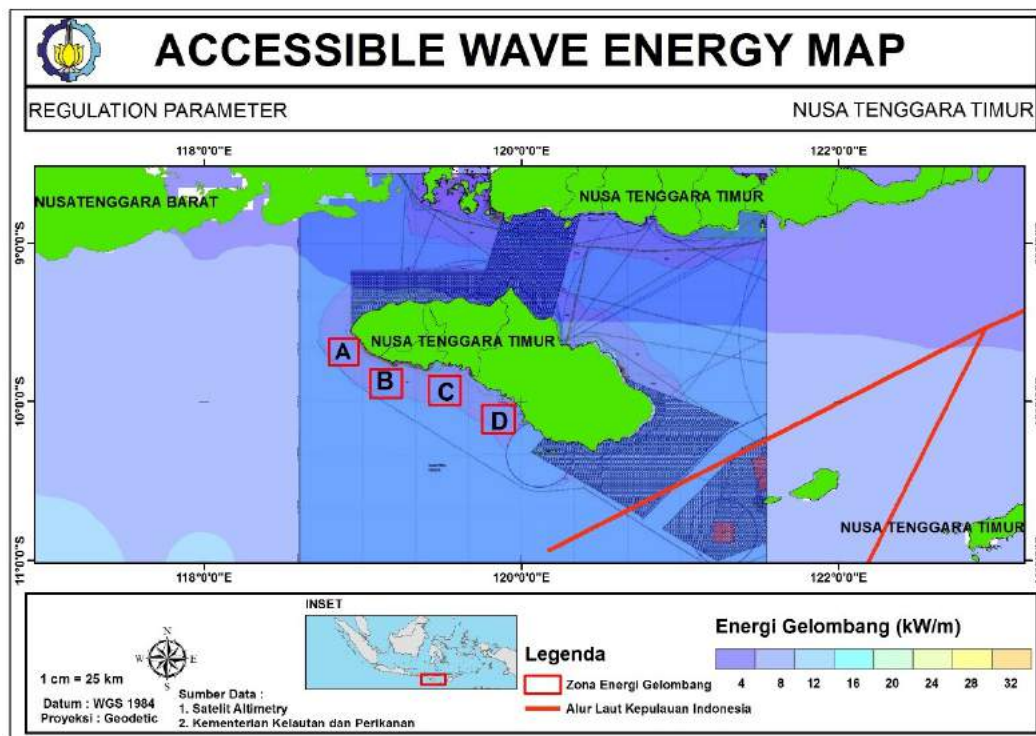 ACCESSIBLE WAVE ENERGY MAP
REGULATION PARAMETER
NUSA TENGGARA TIMUR
118°0'0"E
120°0'0"E
122°0'0"E
NUSATENGGARA BARAT
NUSA TENGGARA TIMUR
9°0'0"S
NUSA TENGGARA TIMUR
A
B
C
D
10°0'0"S
NUSA TENGGARA TIMUR
11°0'0"S
118°0'0"E
120°0'0"E
122°0'0"E
N
W
E
S
1 cm = 25 km
Datum : WGS 1984
Proyeksi : Geodetic
INSET
Sumber Data :
1. Satelit Altimetry
2. Kementerian Kelautan dan Perikanan
Legenda
Zona Energi Gelombang
Alur Laut Kepulauan Indonesia
Energi Gelombang (kW/m)
4 8 12 16 20 24 28 32